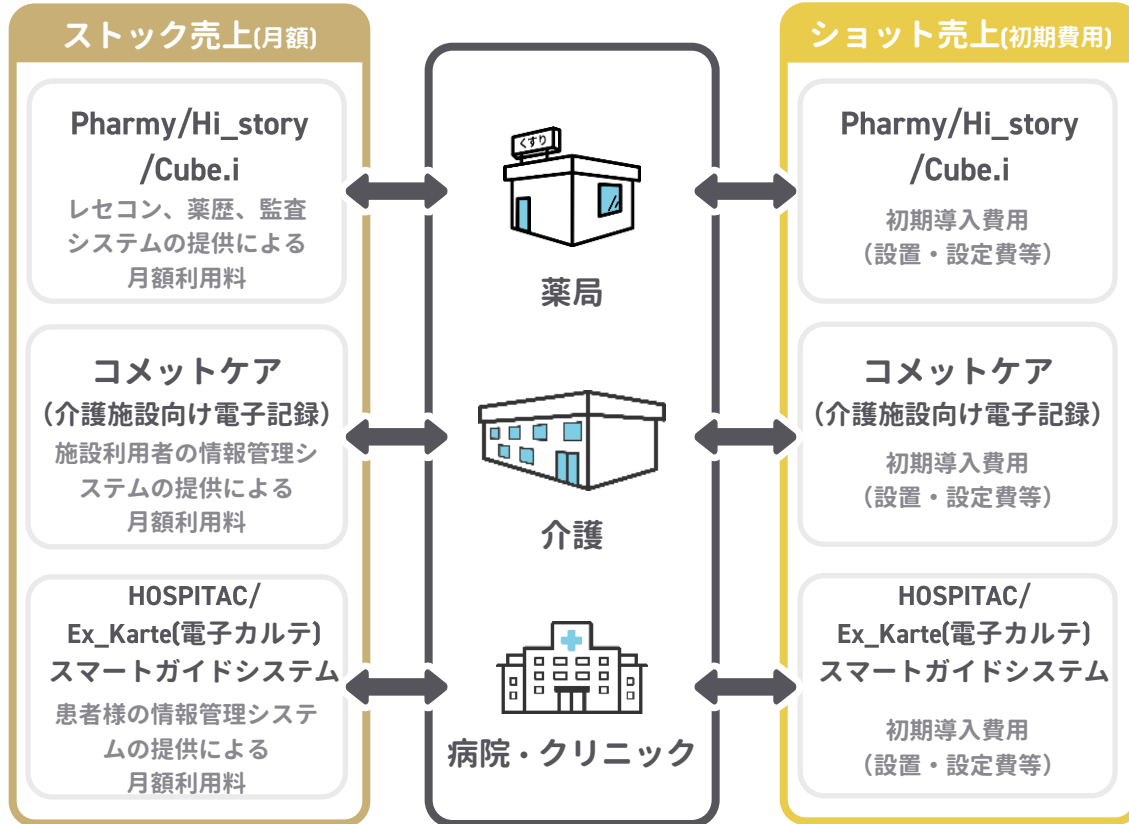 ストック売上(月額)
Pharmy/Hi_story
/Cube.i
レセコン、薬歴、監査
システムの提供による
月額利用料
コメットケア
(介護施設向け電子記録)
施設利用者の情報管理シ
ステムの提供による
月額利用料
HOSPITAC/
Ex_Karte(電子カルテ)
スマートガイドシステム
患者様の情報管理システ
ムの提供による
月額利用料
くすり
薬局
介護
病院・クリニック
ショット売上(初期費用)
Pharmy/Hi_story
/Cube.i
初期導入費用
(設置・設定費等)
コメットケア
(介護施設向け電子記録)
初期導入費用
(設置・設定費等)
HOSPITAC/
Ex_Karte(電子カルテ)
スマートガイドシステム
初期導入費用
(設置・設定費等)